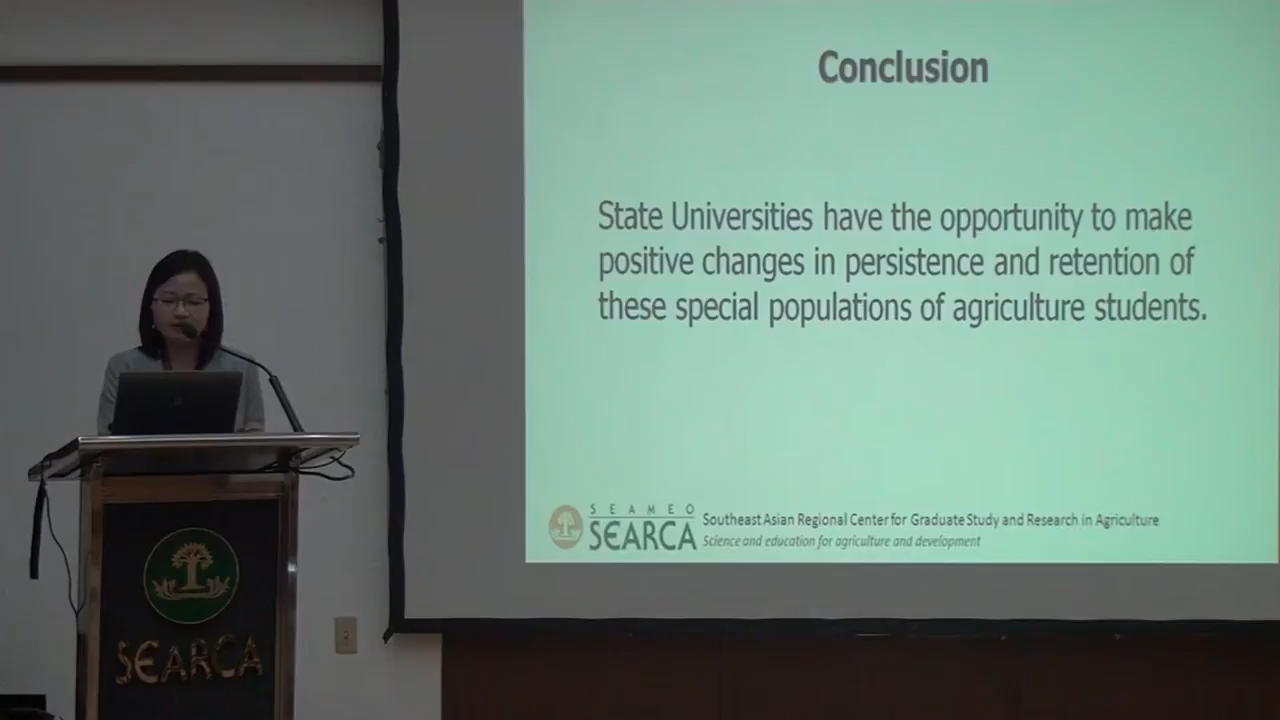 Conclusion
State Universities have the opportunity to make
positive changes in persistence and retention of
these special populations of agriculture students.
SEAMEO
SEARCA
Southeast Asian Regional Center for Graduate Study and Research in Agriculture
Science and education for agriculture and development
SEARCA